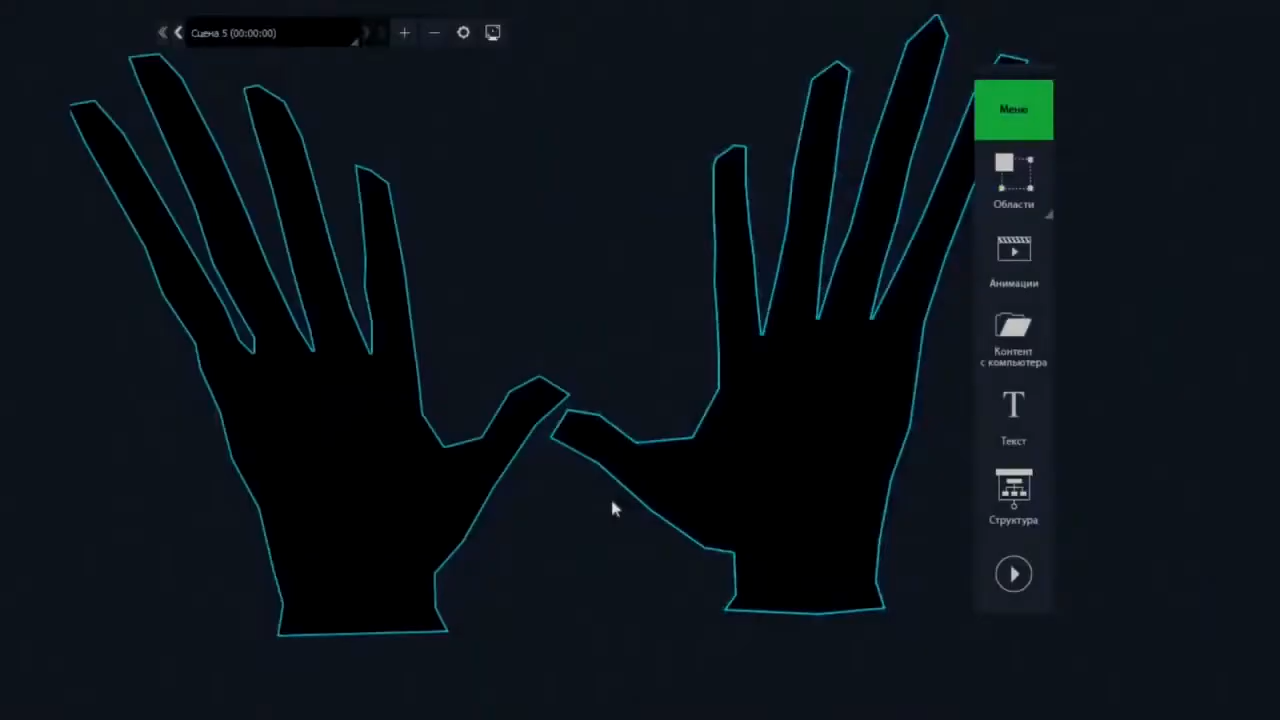 Сцена 5 (00:00:00)
Меню
Области
Анимации
Контент
с компьютера
T
Текст
Структура